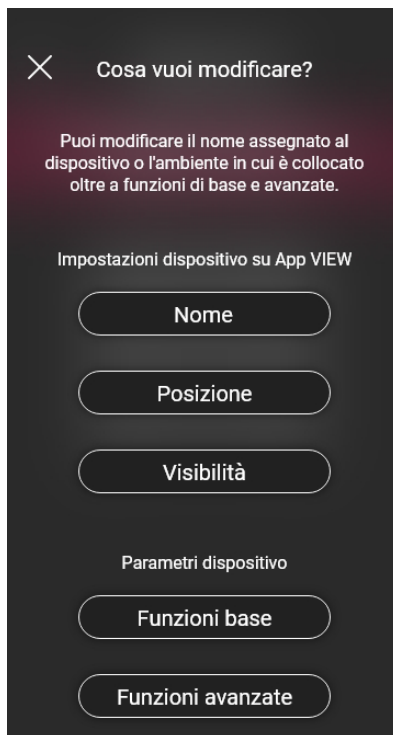 Cosa vuoi modificare?
Puoi modificare il nome assegnato al
dispositivo o l'ambiente in cui è collocato
oltre a funzioni di base e avanzate.
Impostazioni dispositivo su App VIEW
Nome
Posizione
Visibilità
Parametri dispositivo
Funzioni base
Funzioni avanzate